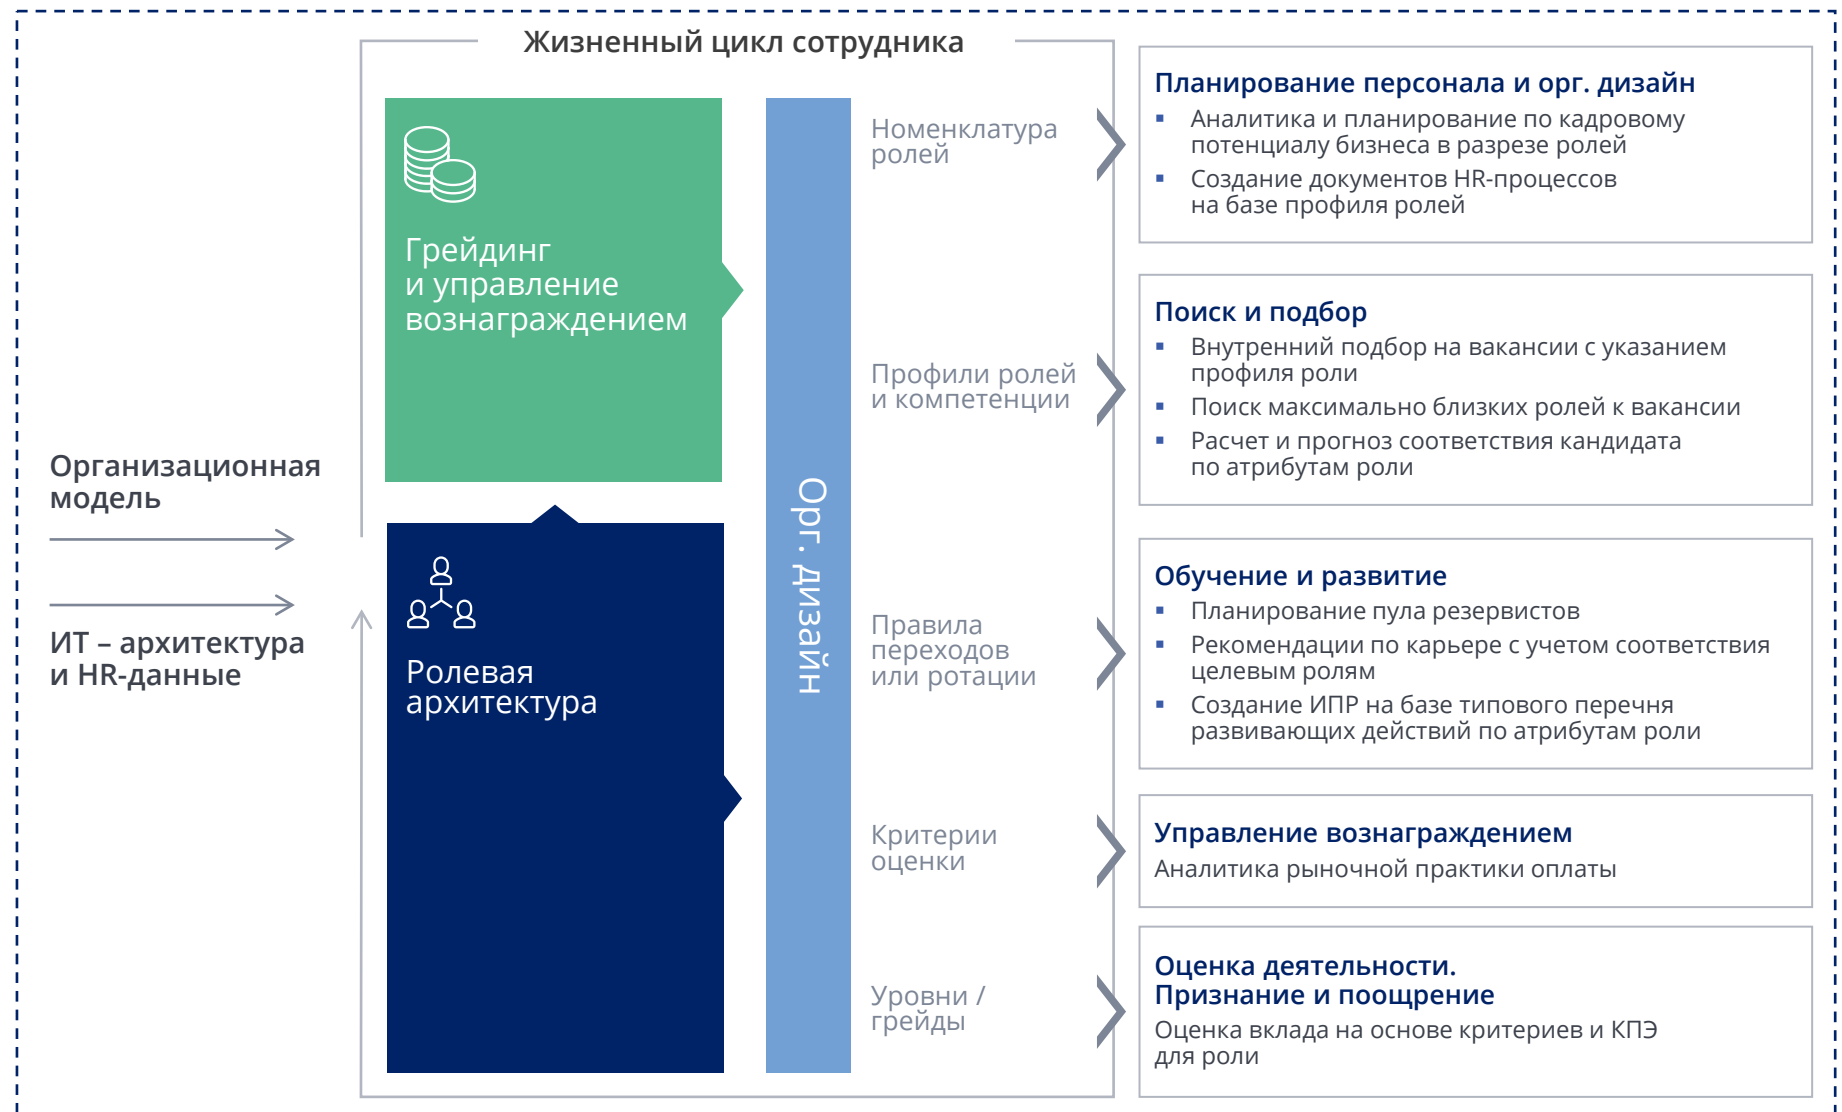 Жизненный цикл сотрудника
Организационная
модель
ИТ – архитектура
и HR-данные
Грейдинг
и управление
вознаграждением
Ролевая
архитектура
Орг. дизайн
Номенклатура
ролей
Профили ролей
и компетенции
Правила
переходов
или ротации
Критерии
оценки
Уровни /
грейды
Планирование персонала и орг. дизайн
▪ Аналитика и планирование по кадровому
потенциалу бизнеса в разрезе ролей
▪ Создание документов HR-процессов
на базе профиля ролей
Поиск и подбор
▪ Внутренний подбор на вакансии с указанием
профиля роли
▪ Поиск максимально близких ролей к вакансии
▪ Расчет и прогноз соответствия кандидата
по атрибутам роли
Обучение и развитие
▪ Планирование пула резервистов
▪ Рекомендации по карьере с учетом соответствия
целевым ролям
▪ Создание ИПР на базе типового перечня
развивающих действий по атрибутам роли
Управление вознаграждением
Аналитика рыночной практики оплаты
Оценка деятельности.
Признание и поощрение
Оценка вклада на основе критериев и КПЭ
для роли